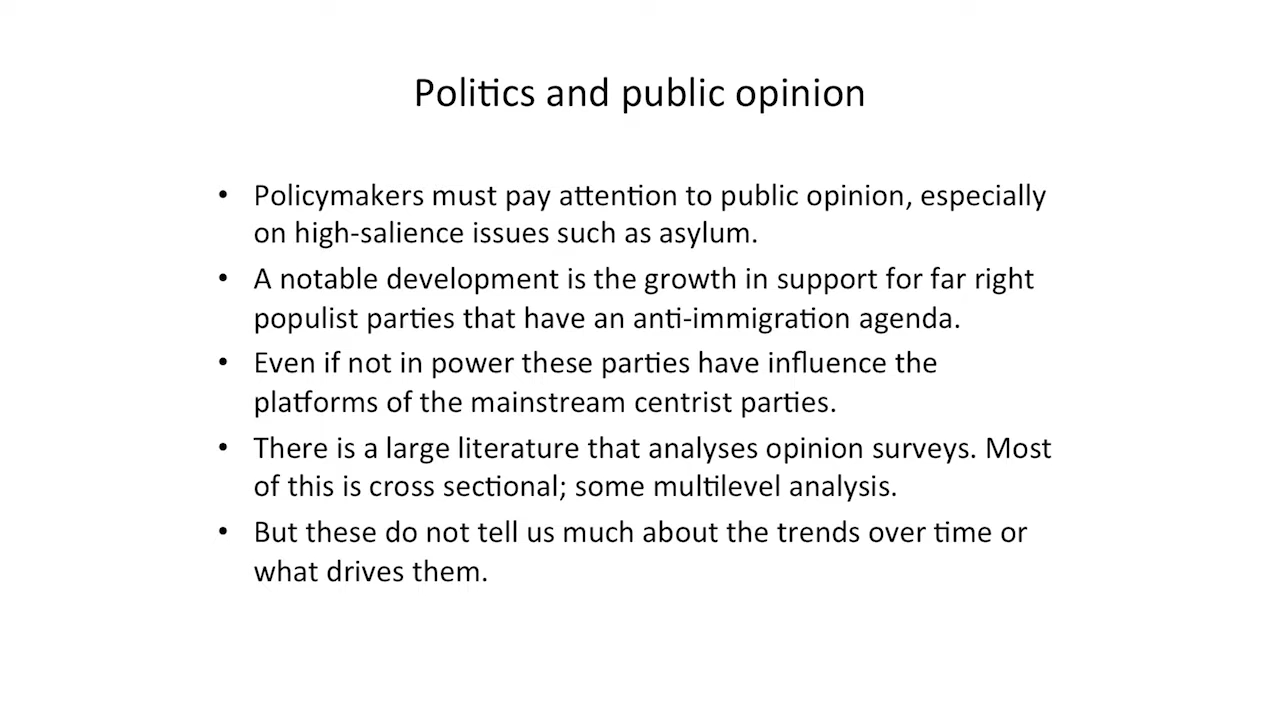 Politics and public opinion
• Policymakers must pay attention to public opinion, especially
on high-salience issues such as asylum.
• A notable development is the growth in support for far right
populist parties that have an anti-immigration agenda.
• Even if not in power these parties have influence the
platforms of the mainstream centrist parties.
• There is a large literature that analyses opinion surveys. Most
of this is cross sectional; some multilevel analysis.
• But these do not tell us much about the trends over time or
what drives them.